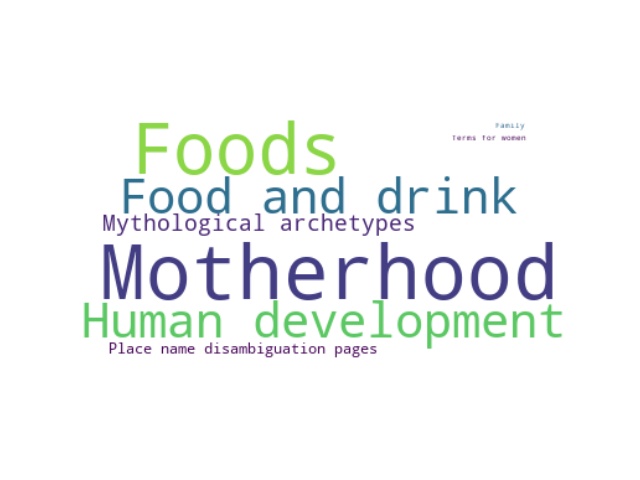 Family
Terms for women
Foods
Food and drink
Mythological archetypes
Motherhood
Human development
Place name disambiguation pages